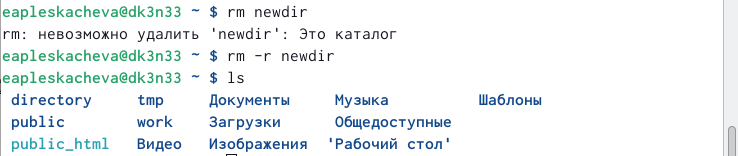 eapleskacheva@dk3n33 ~ $ rm newdir
rm: невозможно удалить 'newdir': Это каталог
eapleskacheva@dk3n33 ~ $ rm -r newdir
eapleskacheva@dk3n33 ~ $ ls
directory tmp Документы Музыка Шаблоны
public work Загрузки Общедоступные
public_html Видео Изображения 'Рабочий стол'